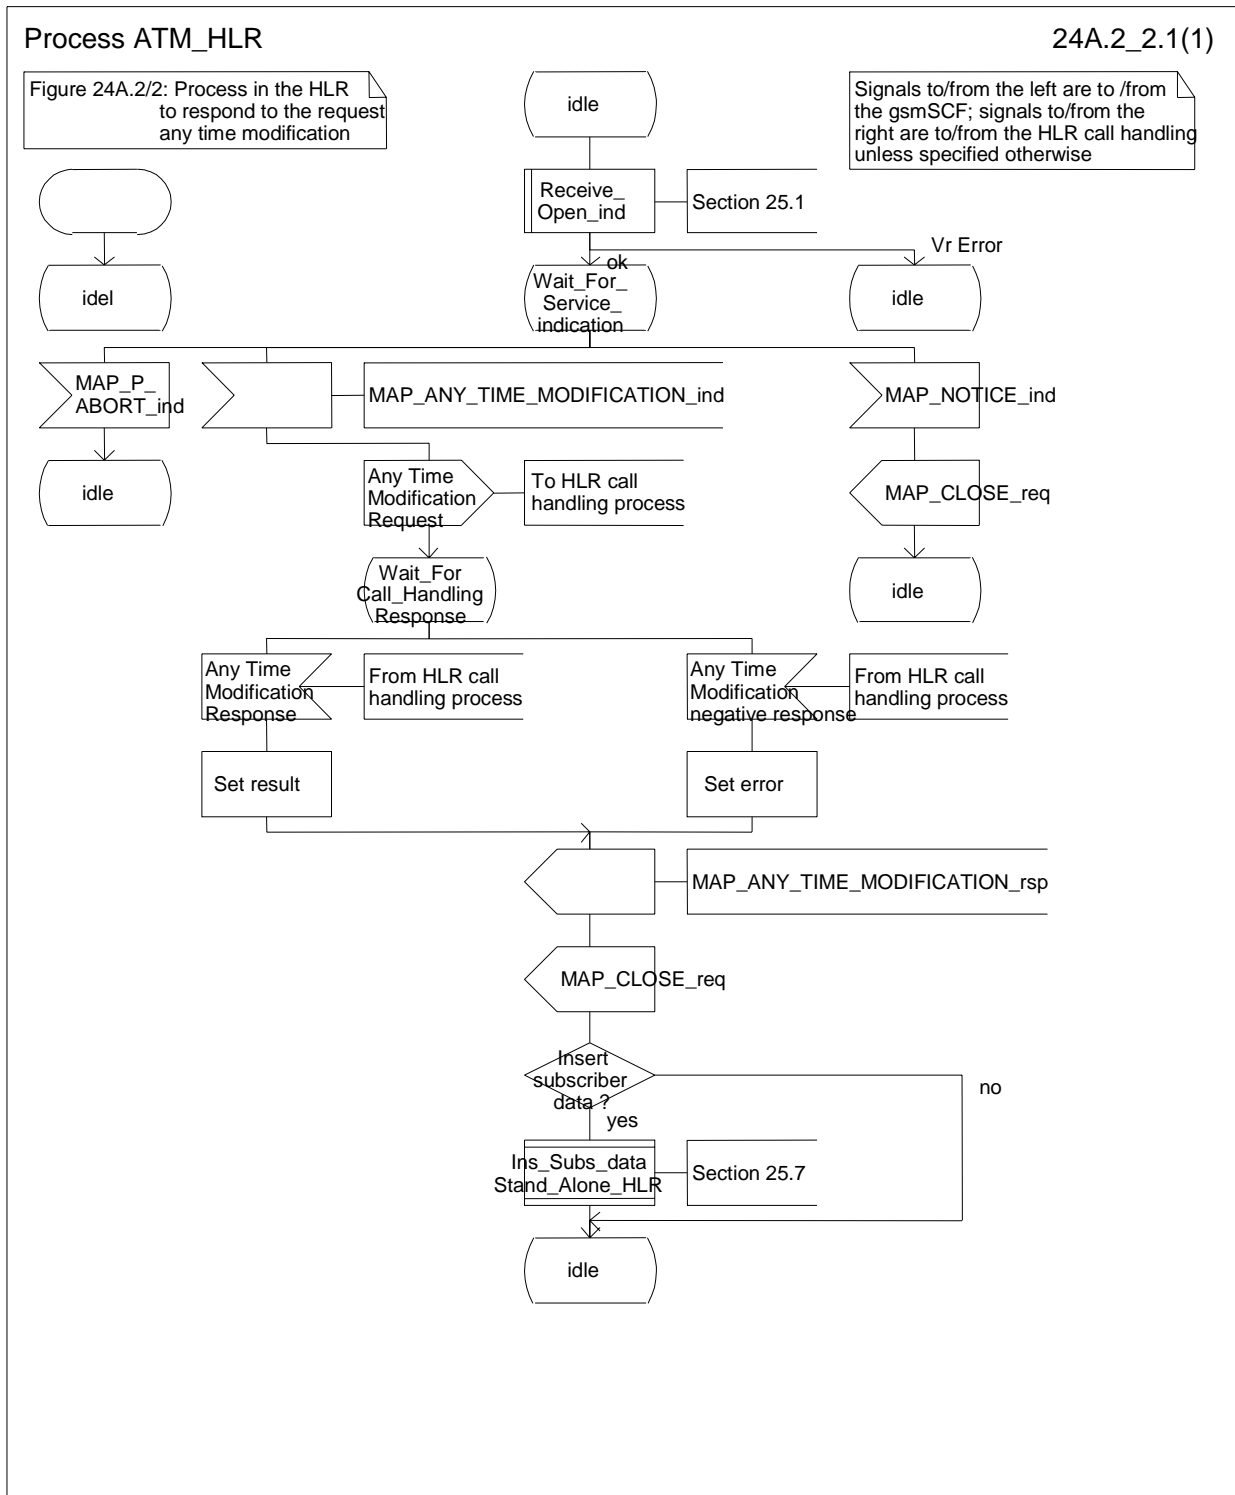 Process ATM_HLR
24A.2_2.1(1)
Figure 24A.2/2: Process in the HLR
to respond to the request
any time modification
idle
Signals to/from the left are to /from
the gsmSCF; signals to/from the
right are to/from the HLR call handling
unless specified otherwise
Receive_
Open_ind
Section 25.1
Vr Error
ok
idel
Wait_For_
Service_
indication
idle
MAP_P_
ABORT_ind
MAP_ANY_TIME_MODIFICATION_ind
MAP_NOTICE_ind
idle
Any Time
Modification
Request
To HLR call
handling process
MAP_CLOSE_req
Wait_For
Call_Handling
Response
idle
Any Time
Modification
Response
From HLR call
handling process
Any Time
Modification
negative response
From HLR call
handling process
Set result
Set error
MAP_ANY_TIME_MODIFICATION_rsp
MAP_CLOSE_req
Insert
subscriber
data ?
no
yes
Ins_Subs_data
Stand_Alone_HLR
Section 25.7
idle